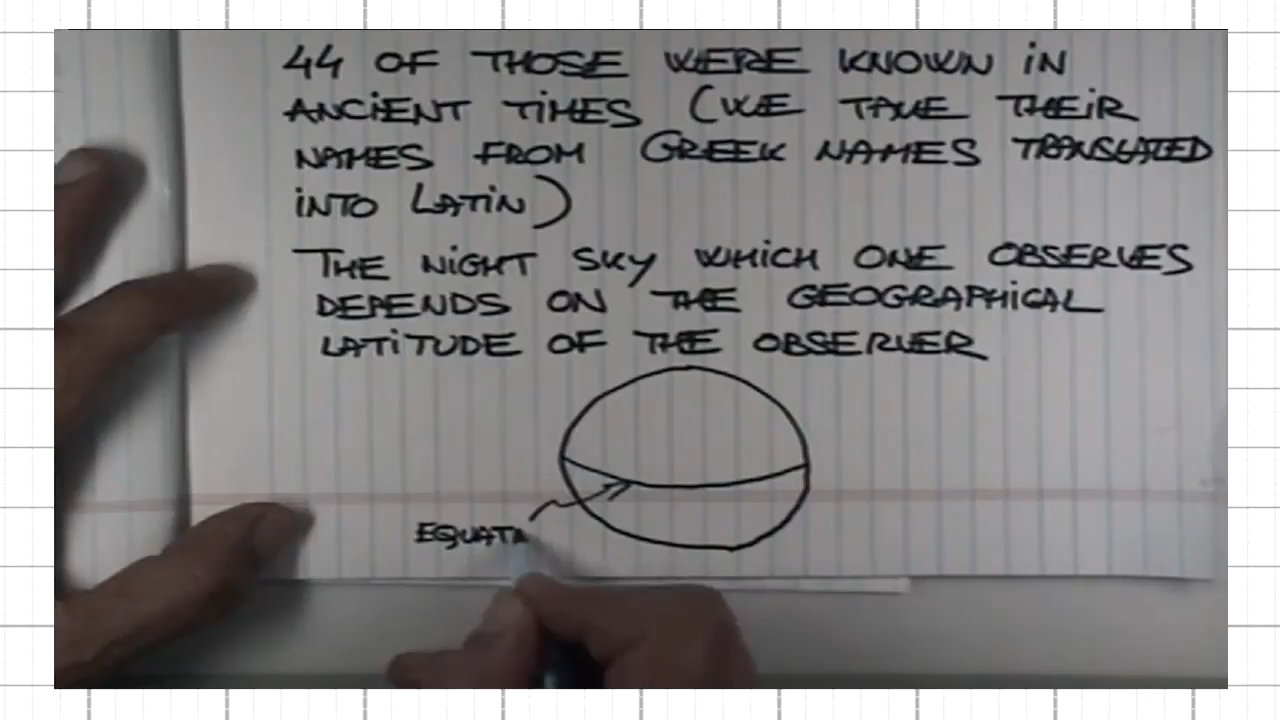 44 OF THOSE WERE KNOWN IN
ANCIENT TIMES (WE TAKE THEIR
NAMES FROM GREEK NAMES TRANSLATED
INTO LATIN)
THE NIGHT SKY WHICH ONE OBSERVES
DEPENDS ON THE GEOGRAPHICAL
LATITUDE OF THE OBSERVER
EQUATO